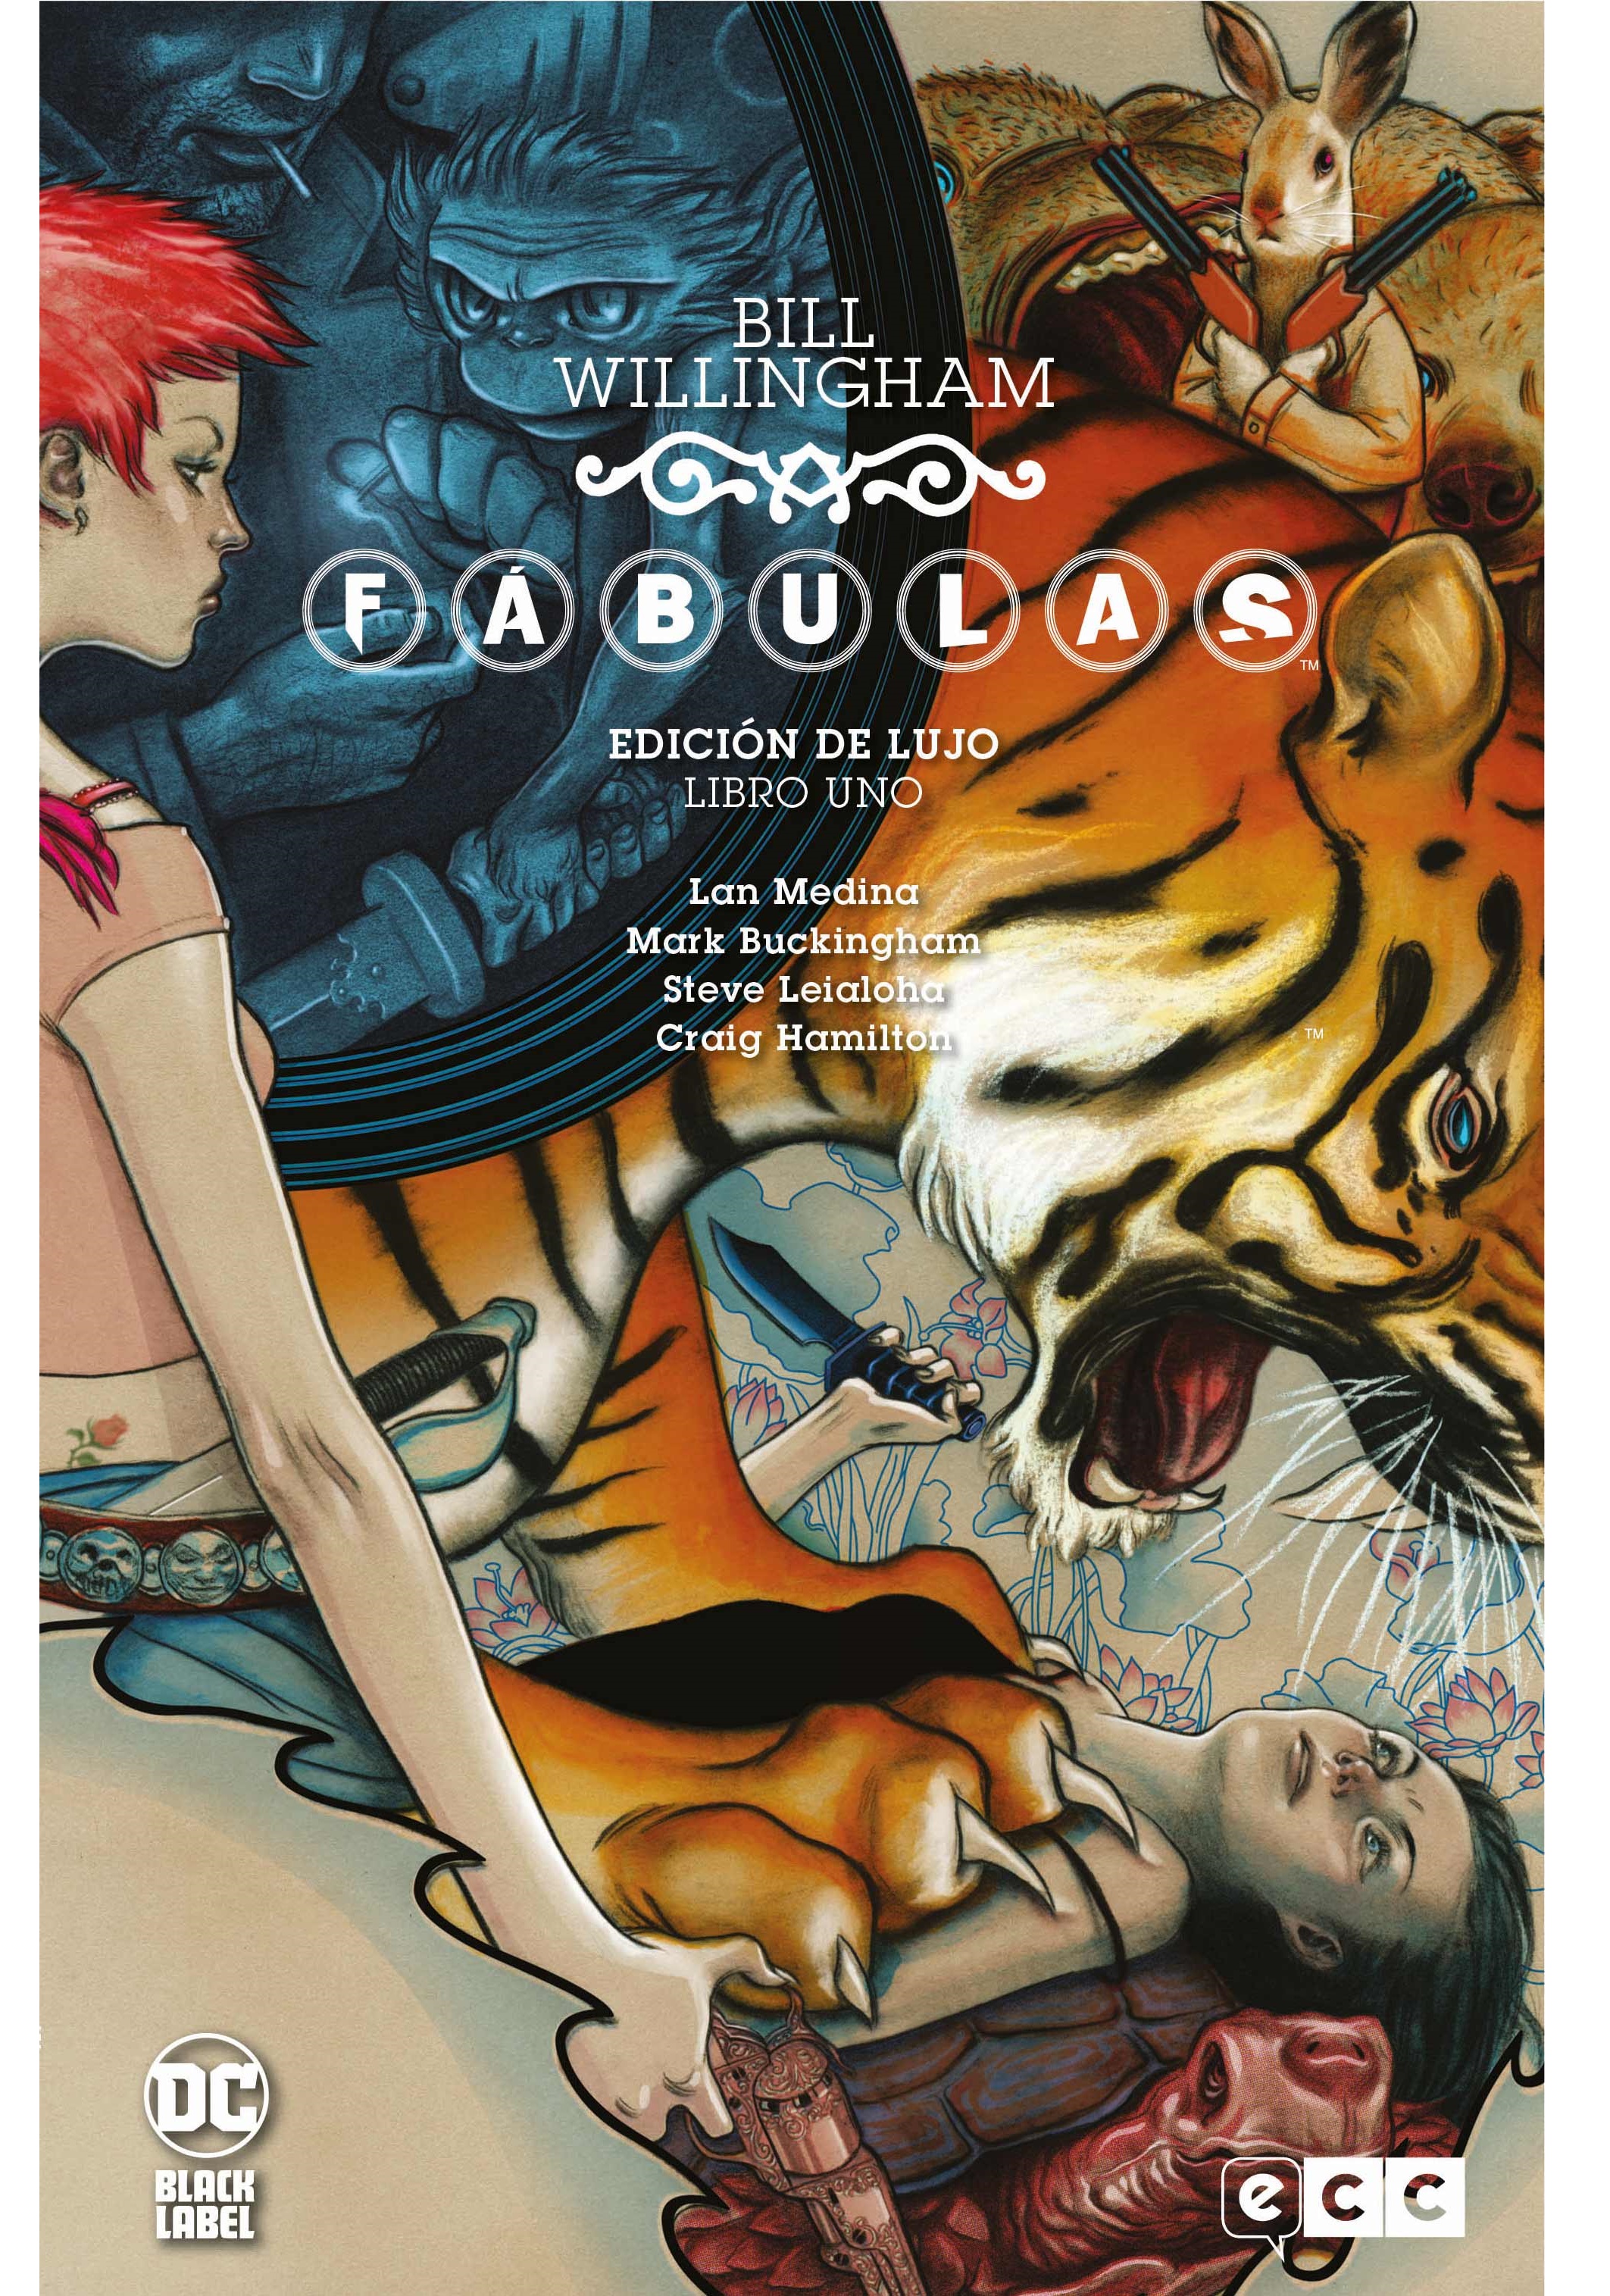 BILL
WILLINGHAM
FÁBULAS
TM
EDICIÓN DE LUJO
LIBRO UNO
Lan Medina
Mark Buckingham
Steve Leialoha
Craig Hamilton
TM
DC
BLACK
LABEL
ecc